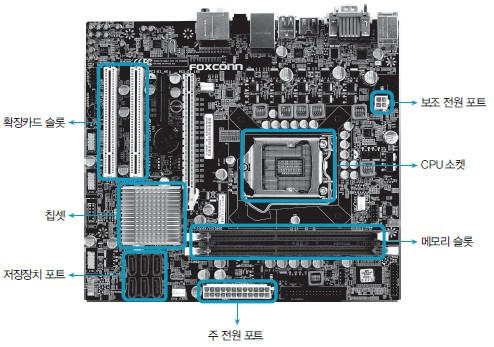 FOXCONN
확장카드 슬롯
보조 전원 포트
CPU 소켓
칩셋
메모리 슬롯
저장장치 포트
주 전원 포트